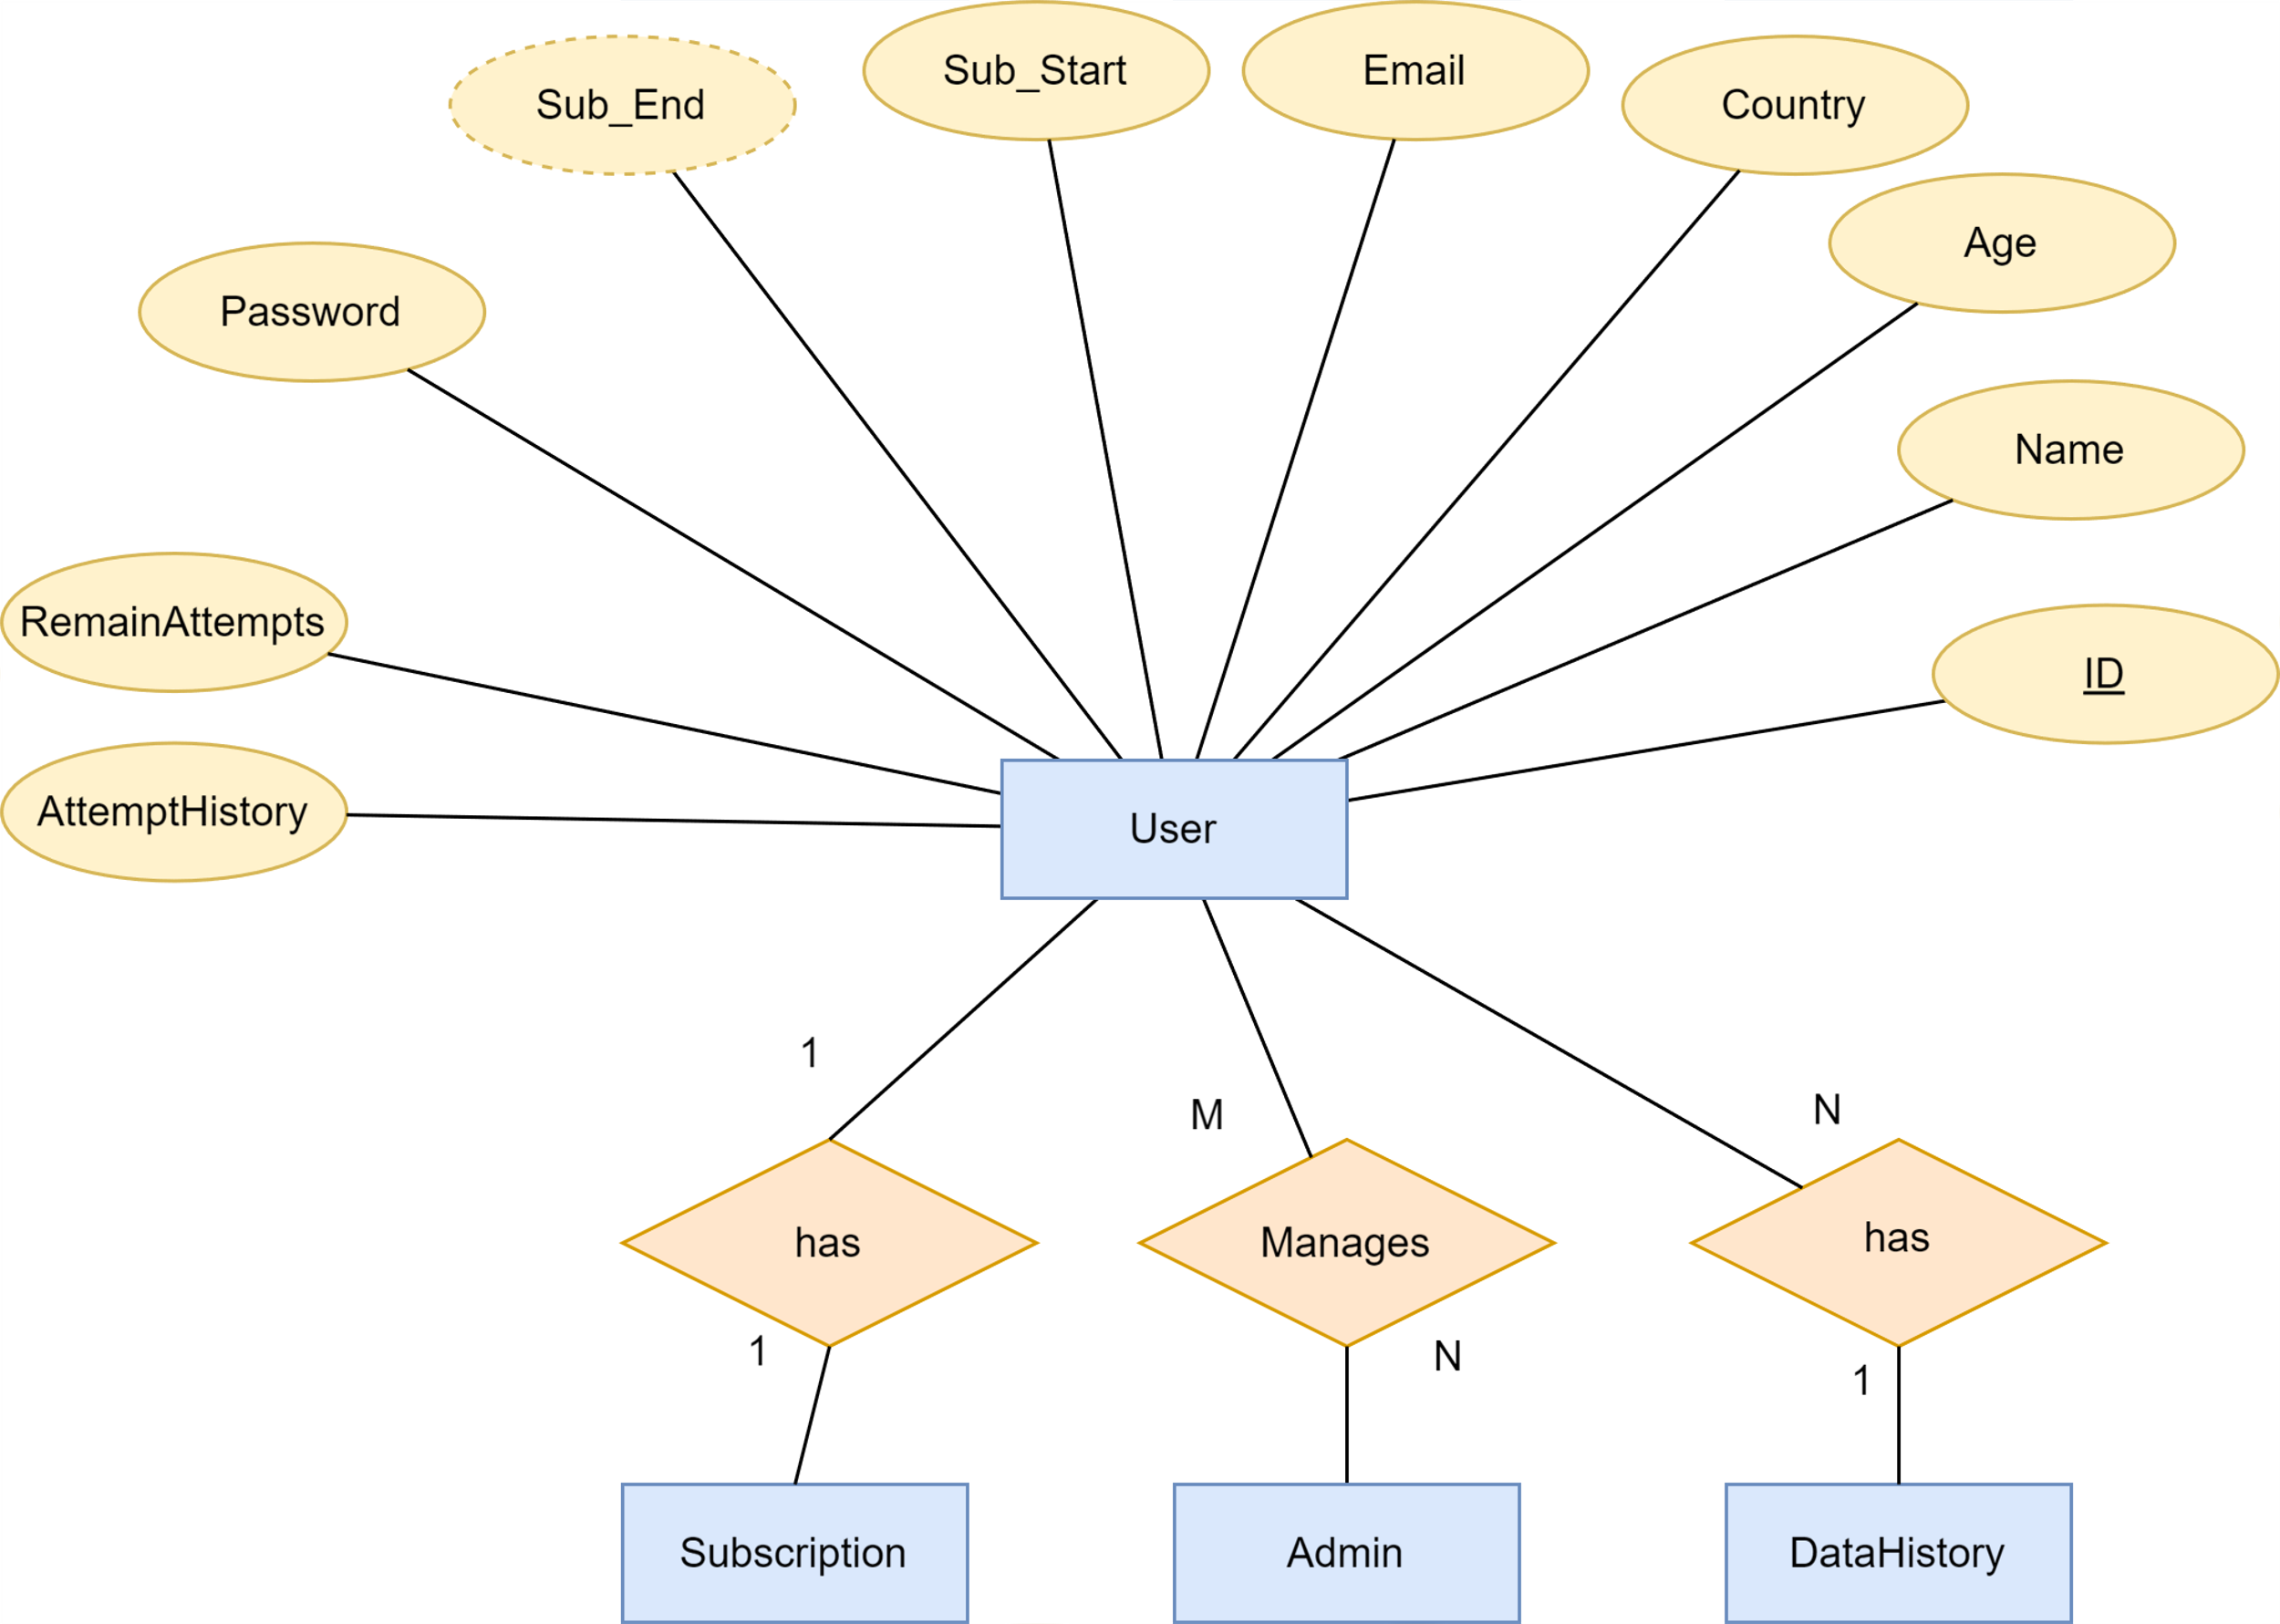 Sub_Start
Email
Sub_End
Country
Age
Password
Name
RemainAttempts
ID
AttemptHistory
User
1
M
N
has
Manages
has
1
N
1
Subscription
Admin
DataHistory